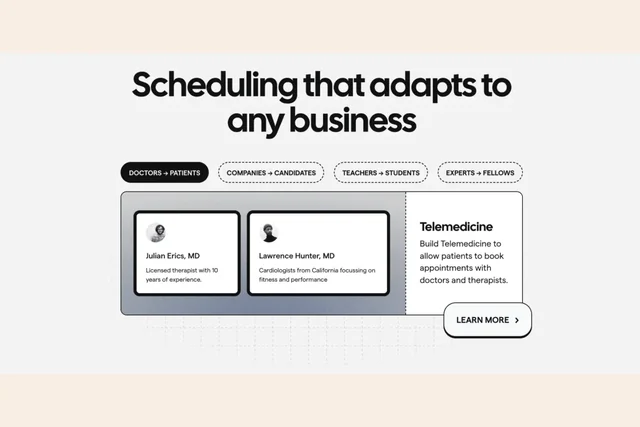 Scheduling that adapts to
any business
DOCTORS → PATIENTS
COMPANIES → CANDIDATES
TEACHERS → STUDENTS
EXPERTS → FELLOWS
Julian Erics, MD
Licensed therapist with 10
years of experience.
Lawrence Hunter, MD
Cardiologists from California focussing on
fitness and performance
Telemedicine
Build Telemedicine to
allow patients to book
appointments with
doctors and therapists.
LEARN MORE >